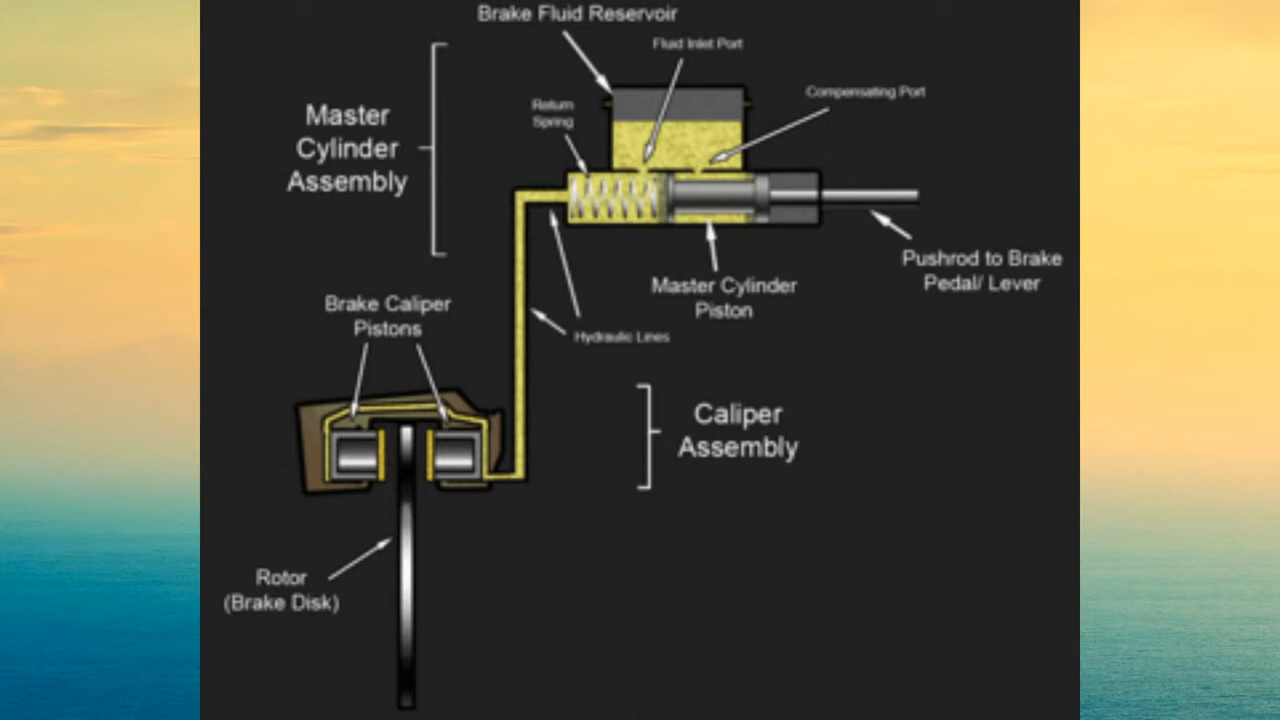 Brake Fluid Reservoir
Fluid Inlet Port
Compensating Port
Return
Spring
Master
Cylinder
Assembly
Pushrod to Brake
Pedal/ Lever
Master Cylinder
Piston
Brake Caliper
Pistons
Hydraulic Lines
Caliper
Assembly
Rotor
(Brake Disk)